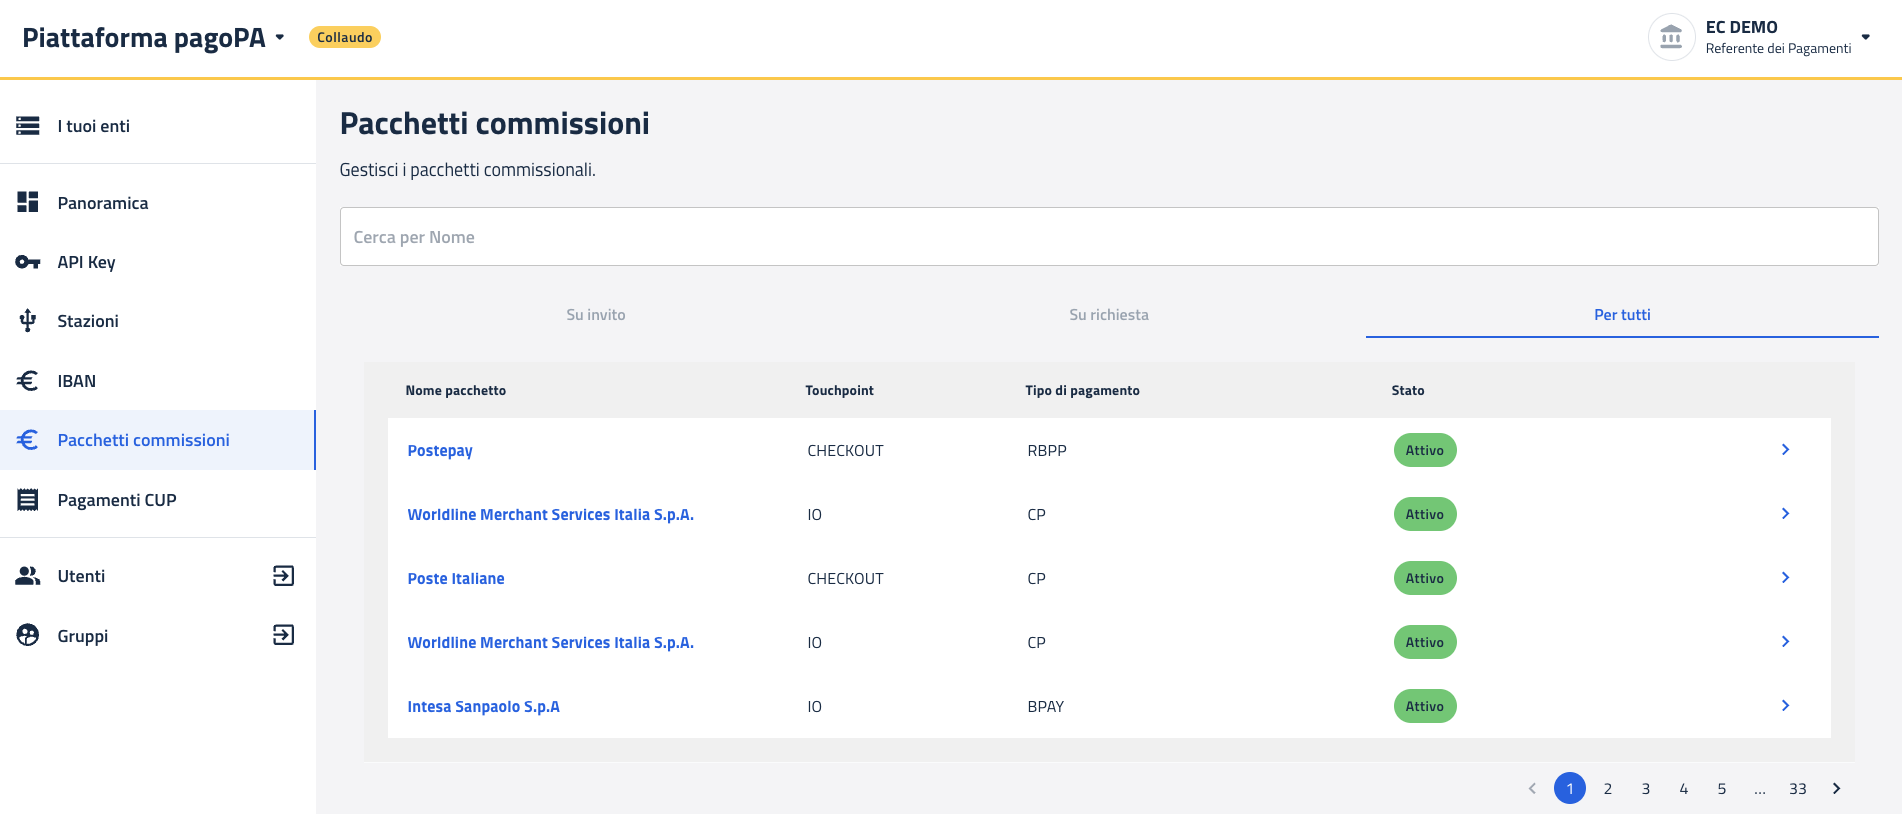 Piattaforma pagoPA
Collaudo
EC DEMO
Referente dei Pagamenti
I tuoi enti
Panoramica
API Key
Stazioni
IBAN
Pacchetti commissioni
Pagamenti CUP
Utenti
Gruppi
Pacchetti commissioni
Gestisci i pacchetti commissionali.
Cerca per Nome
Su invito Su richiesta Per tutti
Nome pacchetto Touchpoint Tipo di pagamento Stato
Postepay CHECKOUT RBPP Attivo
Worldline Merchant Services Italia S.p.A. IO CP Attivo
Poste Italiane CHECKOUT CP Attivo
Worldline Merchant Services Italia S.p.A. IO CP Attivo
Intesa Sanpaolo S.p.A IO BPAY Attivo
1 2 3 4 5 … 33